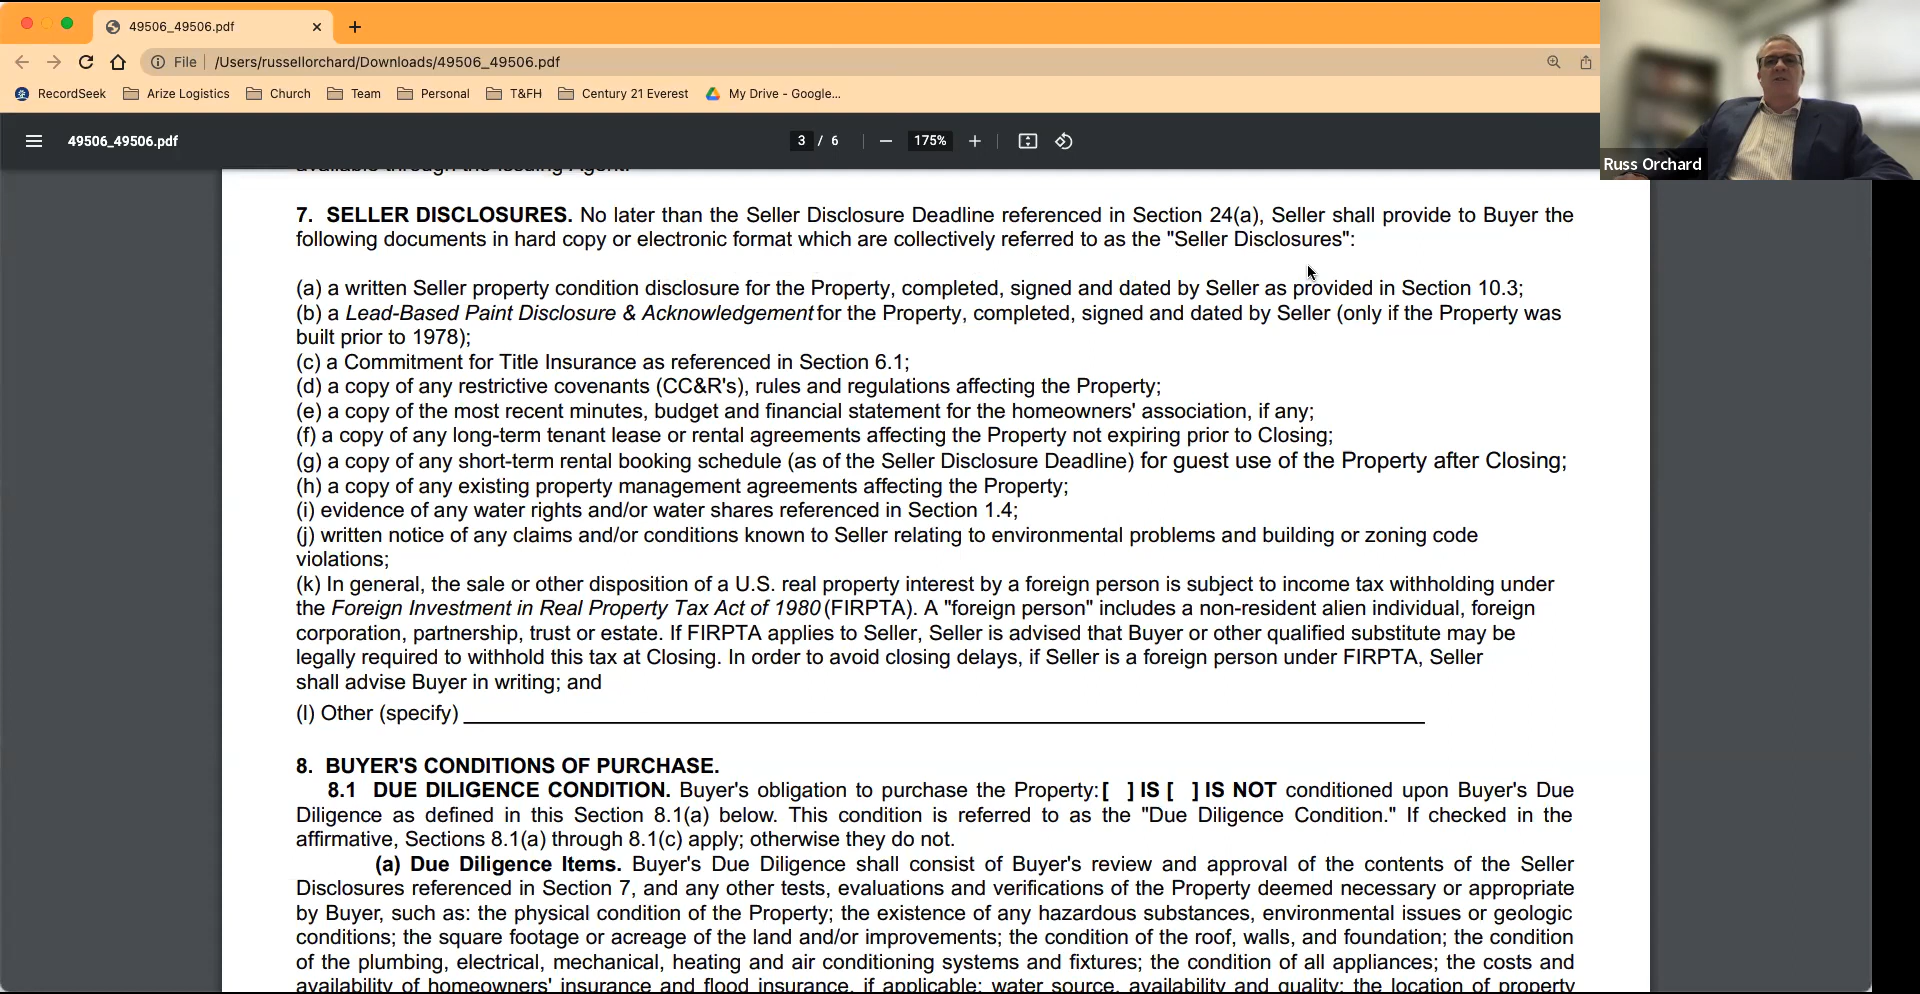 49506_49506.pdf
File
/Users/russellorchard/Downloads/49506_49506.pdf
RecordSeek
Arize Logistics
Church
Team
Personal
T&FH
Century 21 Everest
My Drive - Google...
49506_49506.pdf
3 / 6
175%
Russ Orchard
available through the Issuing Agent.
7. SELLER DISCLOSURES. No later than the Seller Disclosure Deadline referenced in Section 24(a), Seller shall provide to Buyer the
following documents in hard copy or electronic format which are collectively referred to as the "Seller Disclosures":
(a) a written Seller property condition disclosure for the Property, completed, signed and dated by Seller as provided in Section 10.3;
(b) a Lead-Based Paint Disclosure & Acknowledgement for the Property, completed, signed and dated by Seller (only if the Property was
built prior to 1978);
(c) a Commitment for Title Insurance as referenced in Section 6.1;
(d) a copy of any restrictive covenants (CC&R's), rules and regulations affecting the Property;
(e) a copy of the most recent minutes, budget and financial statement for the homeowners' association, if any;
(f) a copy of any long-term tenant lease or rental agreements affecting the Property not expiring prior to Closing;
(g) a copy of any short-term rental booking schedule (as of the Seller Disclosure Deadline) for guest use of the Property after Closing;
(h) a copy of any existing property management agreements affecting the Property;
(i) evidence of any water rights and/or water shares referenced in Section 1.4;
(j) written notice of any claims and/or conditions known to Seller relating to environmental problems and building or zoning code
violations;
(k) In general, the sale or other disposition of a U.S. real property interest by a foreign person is subject to income tax withholding under
the Foreign Investment in Real Property Tax Act of 1980 (FIRPTA). A "foreign person" includes a non-resident alien individual, foreign
corporation, partnership, trust or estate. If FIRPTA applies to Seller, Seller is advised that Buyer or other qualified substitute may be
legally required to withhold this tax at Closing. In order to avoid closing delays, if Seller is a foreign person under FIRPTA, Seller
shall advise Buyer in writing; and
(l) Other (specify)
8. BUYER'S CONDITIONS OF PURCHASE.
8.1 DUE DILIGENCE CONDITION. Buyer's obligation to purchase the Property: [ ] IS [ ] IS NOT conditioned upon Buyer's Due
Diligence as defined in this Section 8.1(a) below. This condition is referred to as the "Due Diligence Condition." If checked in the
affirmative, Sections 8.1(a) through 8.1(c) apply; otherwise they do not.
(a) Due Diligence Items. Buyer's Due Diligence shall consist of Buyer's review and approval of the contents of the Seller
Disclosures referenced in Section 7, and any other tests, evaluations and verifications of the Property deemed necessary or appropriate
by Buyer, such as: the physical condition of the Property; the existence of any hazardous substances, environmental issues or geologic
conditions; the square footage or acreage of the land and/or improvements; the condition of the roof, walls, and foundation; the condition
of the plumbing, electrical, mechanical, heating and air conditioning systems and fixtures; the condition of all appliances; the costs and
availability of homeowners' insurance and flood insurance, if applicable; water source, availability and quality; the location of property